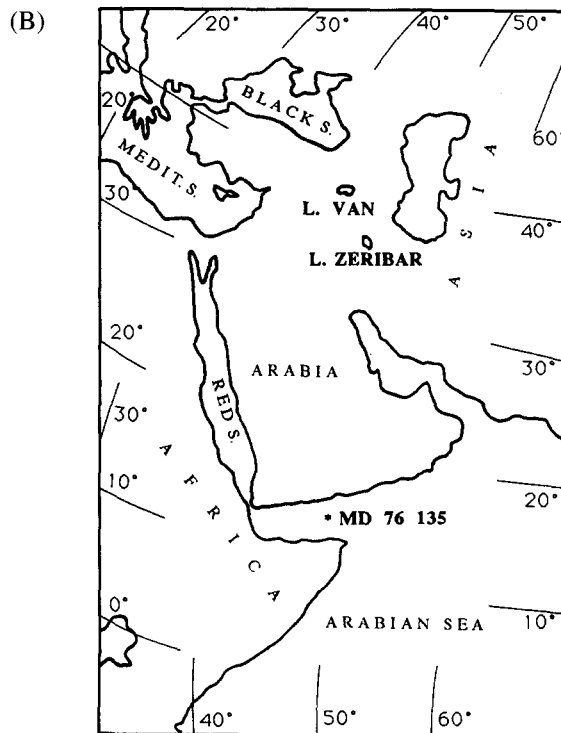 (B)
20° 30° 40° 50°
60°
20°
BLACK S.
MEDIT. S.
30
L. VAN
L. ZERIBAR
ASIA
40°
20°
ARABIA
30°
RED S.
30°
AFRICA
10°
20°
* MD 76 135
0°
ARABIAN SEA
10°
40° 50° 60°